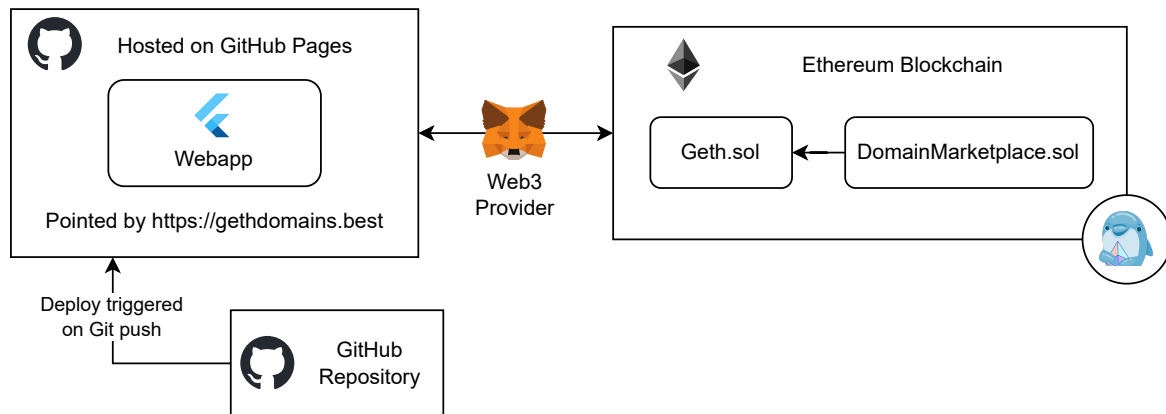 Hosted on GitHub Pages
Webapp
Pointed by https://gethdomains.best
Web3
Provider
Ethereum Blockchain
Geth.sol
DomainMarketplace.sol
Deploy triggered
on Git push
GitHub
Repository